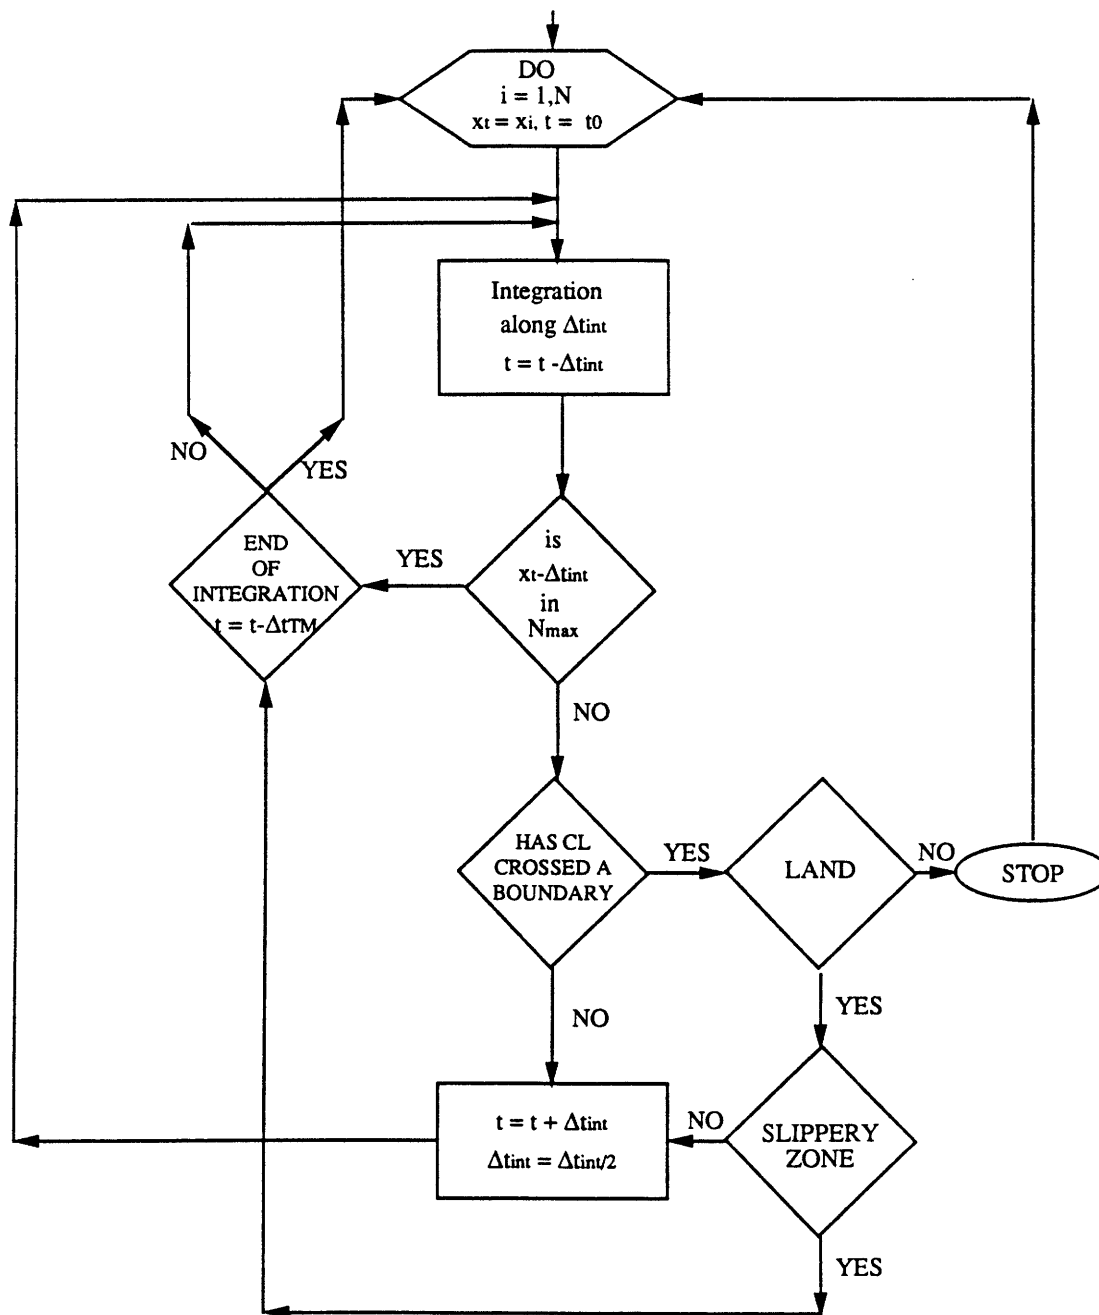 DO
i = 1,N
xt = xi, t = t0
Integration
along Δtint
t = t -Δtint
NO
YES
END
OF
INTEGRATION
t = t-ΔtTM
YES
is
xt-Δtint
in
Nmax
NO
HAS CL
CROSSED A
BOUNDARY
YES
LAND
NO
STOP
NO
YES
t = t + Δtint
Δtint = Δtint/2
NO
SLIPPERY
ZONE
YES